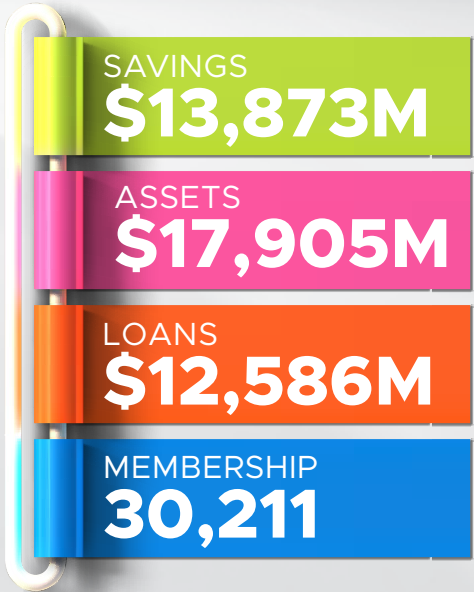 SAVINGS
$13,873M
ASSETS
$17,905M
LOANS
$12,586M
MEMBERSHIP
30,211